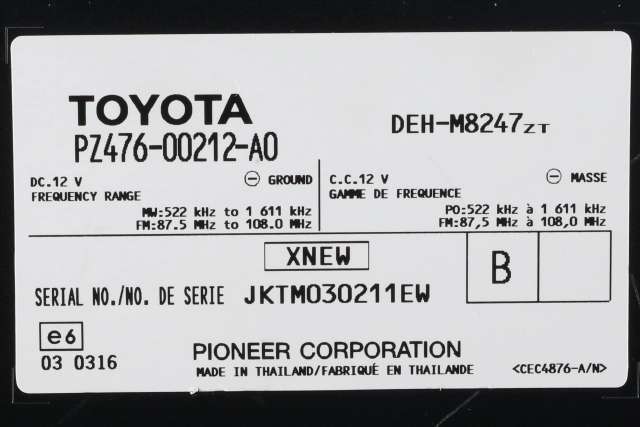 TOYOTA
PZ476-00212-A0
DEH-M8247ZT
DC.12 V ⊖ GROUND
FREQUENCY RANGE
MW:522 kHz to 1 611 kHz
FM:87.5 MHz to 108.0 MHz
C.C.12 V ⊖ MASSE
GAMME DE FREQUENCE
PO:522 kHz à 1 611 kHz
FM:87,5 MHz à 108,0 MHz
XNEW
B
SERIAL NO./NO. DE SERIE JKTM030211EW
e6
03 0316
PIONEER CORPORATION
MADE IN THAILAND/FABRIQUÉ EN THAILANDE
<CEC4876-A/N>